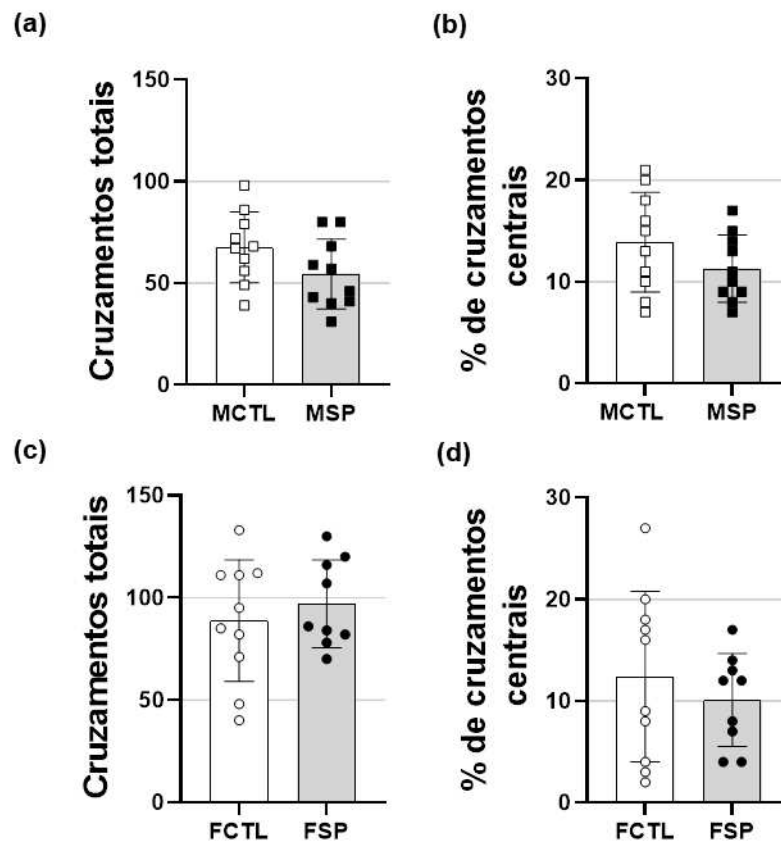 (a)
Cruzamentos totais
150
100
50
0
MCTL MSP
(b)
% de cruzamentos
centrais
30
20
10
0
MCTL MSP
(c)
Cruzamentos totais
150
100
50
0
FCTL FSP
(d)
% de cruzamentos
centrais
30
20
10
0
FCTL FSP